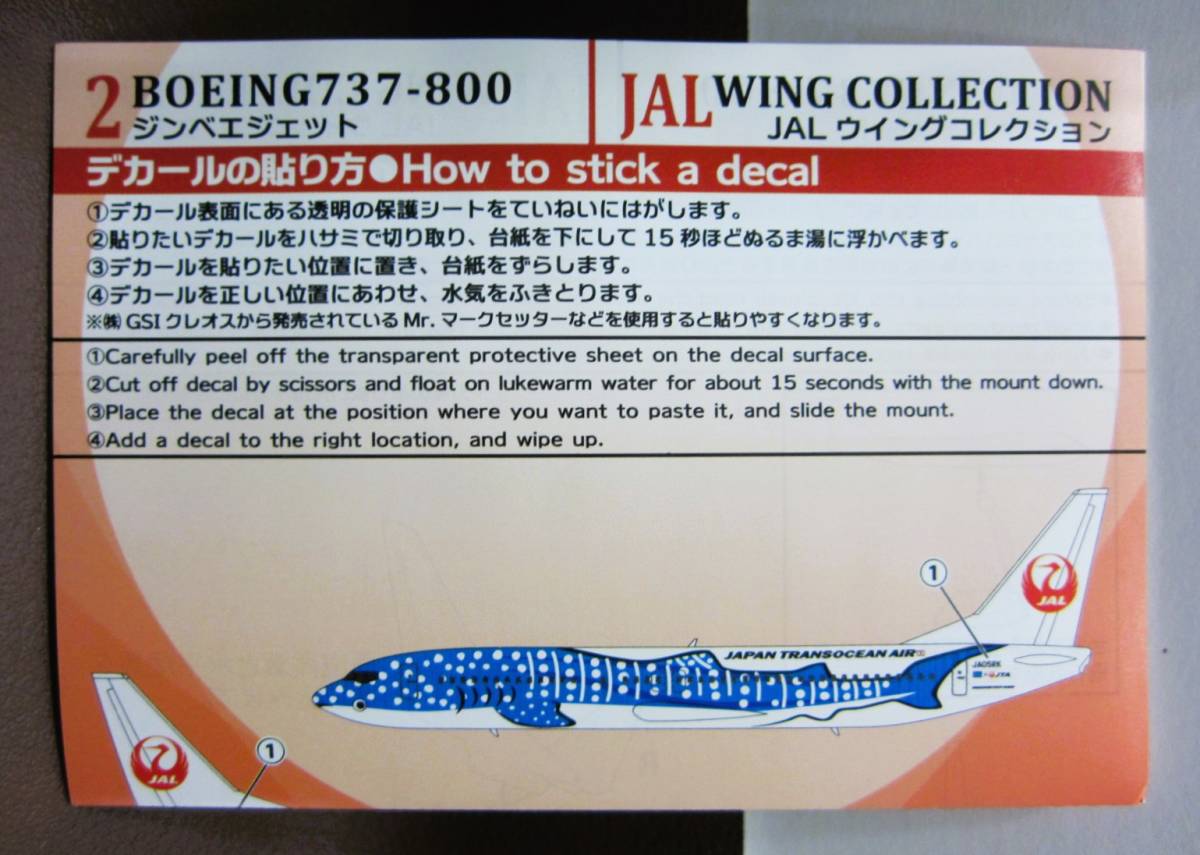 2 BOEING737-800
ジンベエジェット
JAL WING COLLECTION
JAL ウイングコレクション
デカールの貼り方●How to stick a decal
①デカール表面にある透明の保護シートをていねいにはがします。
②貼りたいデカールをハサミで切り取り、台紙を下にして 15 秒ほどぬるま湯に浮かべます。
③デカールを貼りたい位置に置き、台紙をずらします。
④デカールを正しい位置にあわせ、水気をふきとります。
※㈱ GSI クレオスから発売されている Mr. マークセッターなどを使用すると貼りやすくなります。
①Carefully peel off the transparent protective sheet on the decal surface.
②Cut off decal by scissors and float on lukewarm water for about 15 seconds with the mount down.
③Place the decal at the position where you want to paste it, and slide the mount.
④Add a decal to the right location, and wipe up.
①
JAL
JAPAN TRANSOCEAN AIR
JA05RK
JTA
JAL
①